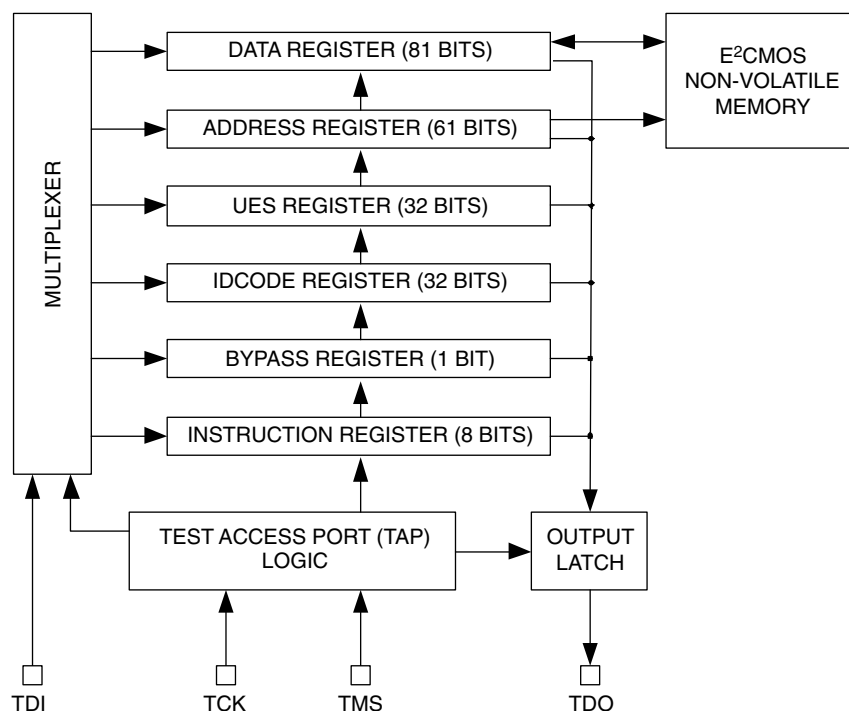 DATA REGISTER (81 BITS)
E²CMOS
NON-VOLATILE
MEMORY
ADDRESS REGISTER (61 BITS)
UES REGISTER (32 BITS)
IDCODE REGISTER (32 BITS)
BYPASS REGISTER (1 BIT)
INSTRUCTION REGISTER (8 BITS)
MULTIPLEXER
TEST ACCESS PORT (TAP)
LOGIC
OUTPUT
LATCH
TDI
TCK
TMS
TDO